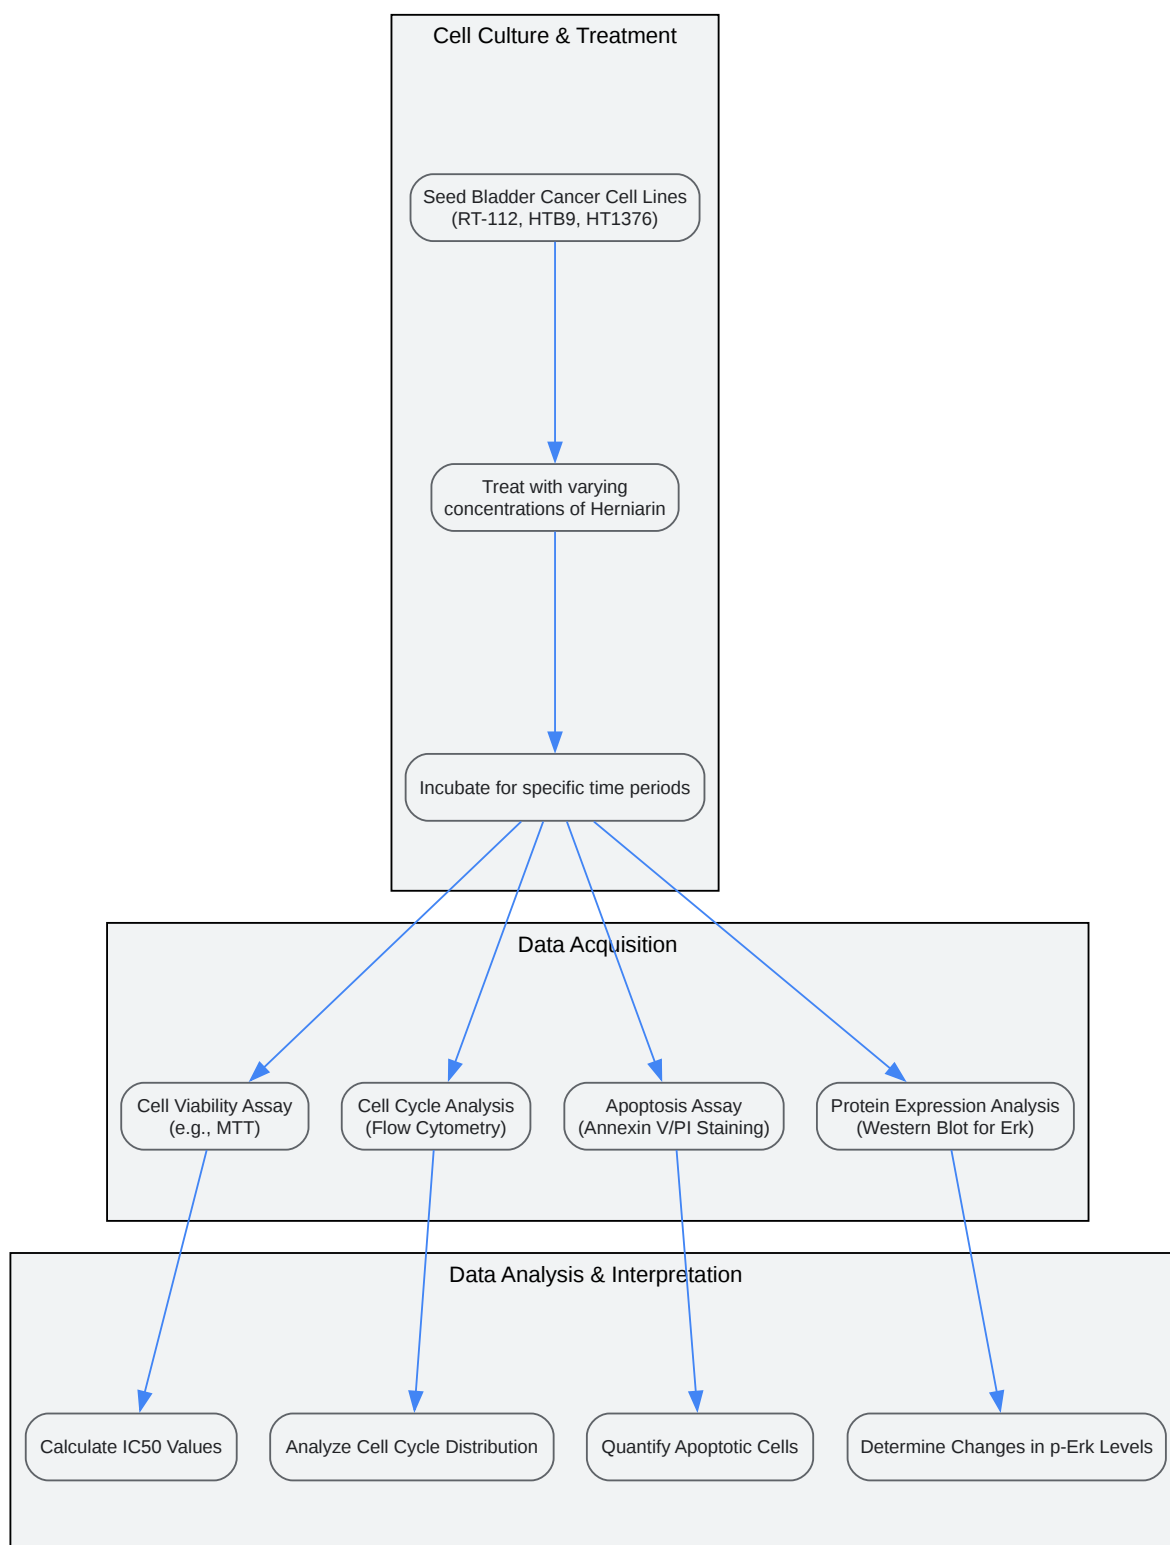 Cell Culture & Treatment
Seed Bladder Cancer Cell Lines
(RT-112, HTB9, HT1376)
Treat with varying
concentrations of Herniarin
Incubate for specific time periods
Data Acquisition
Cell Viability Assay
(e.g., MTT)
Cell Cycle Analysis
(Flow Cytometry)
Apoptosis Assay
(Annexin V/PI Staining)
Protein Expression Analysis
(Western Blot for Erk)
Data Analysis & Interpretation
Calculate IC50 Values
Analyze Cell Cycle Distribution
Quantify Apoptotic Cells
Determine Changes in p-Erk Levels